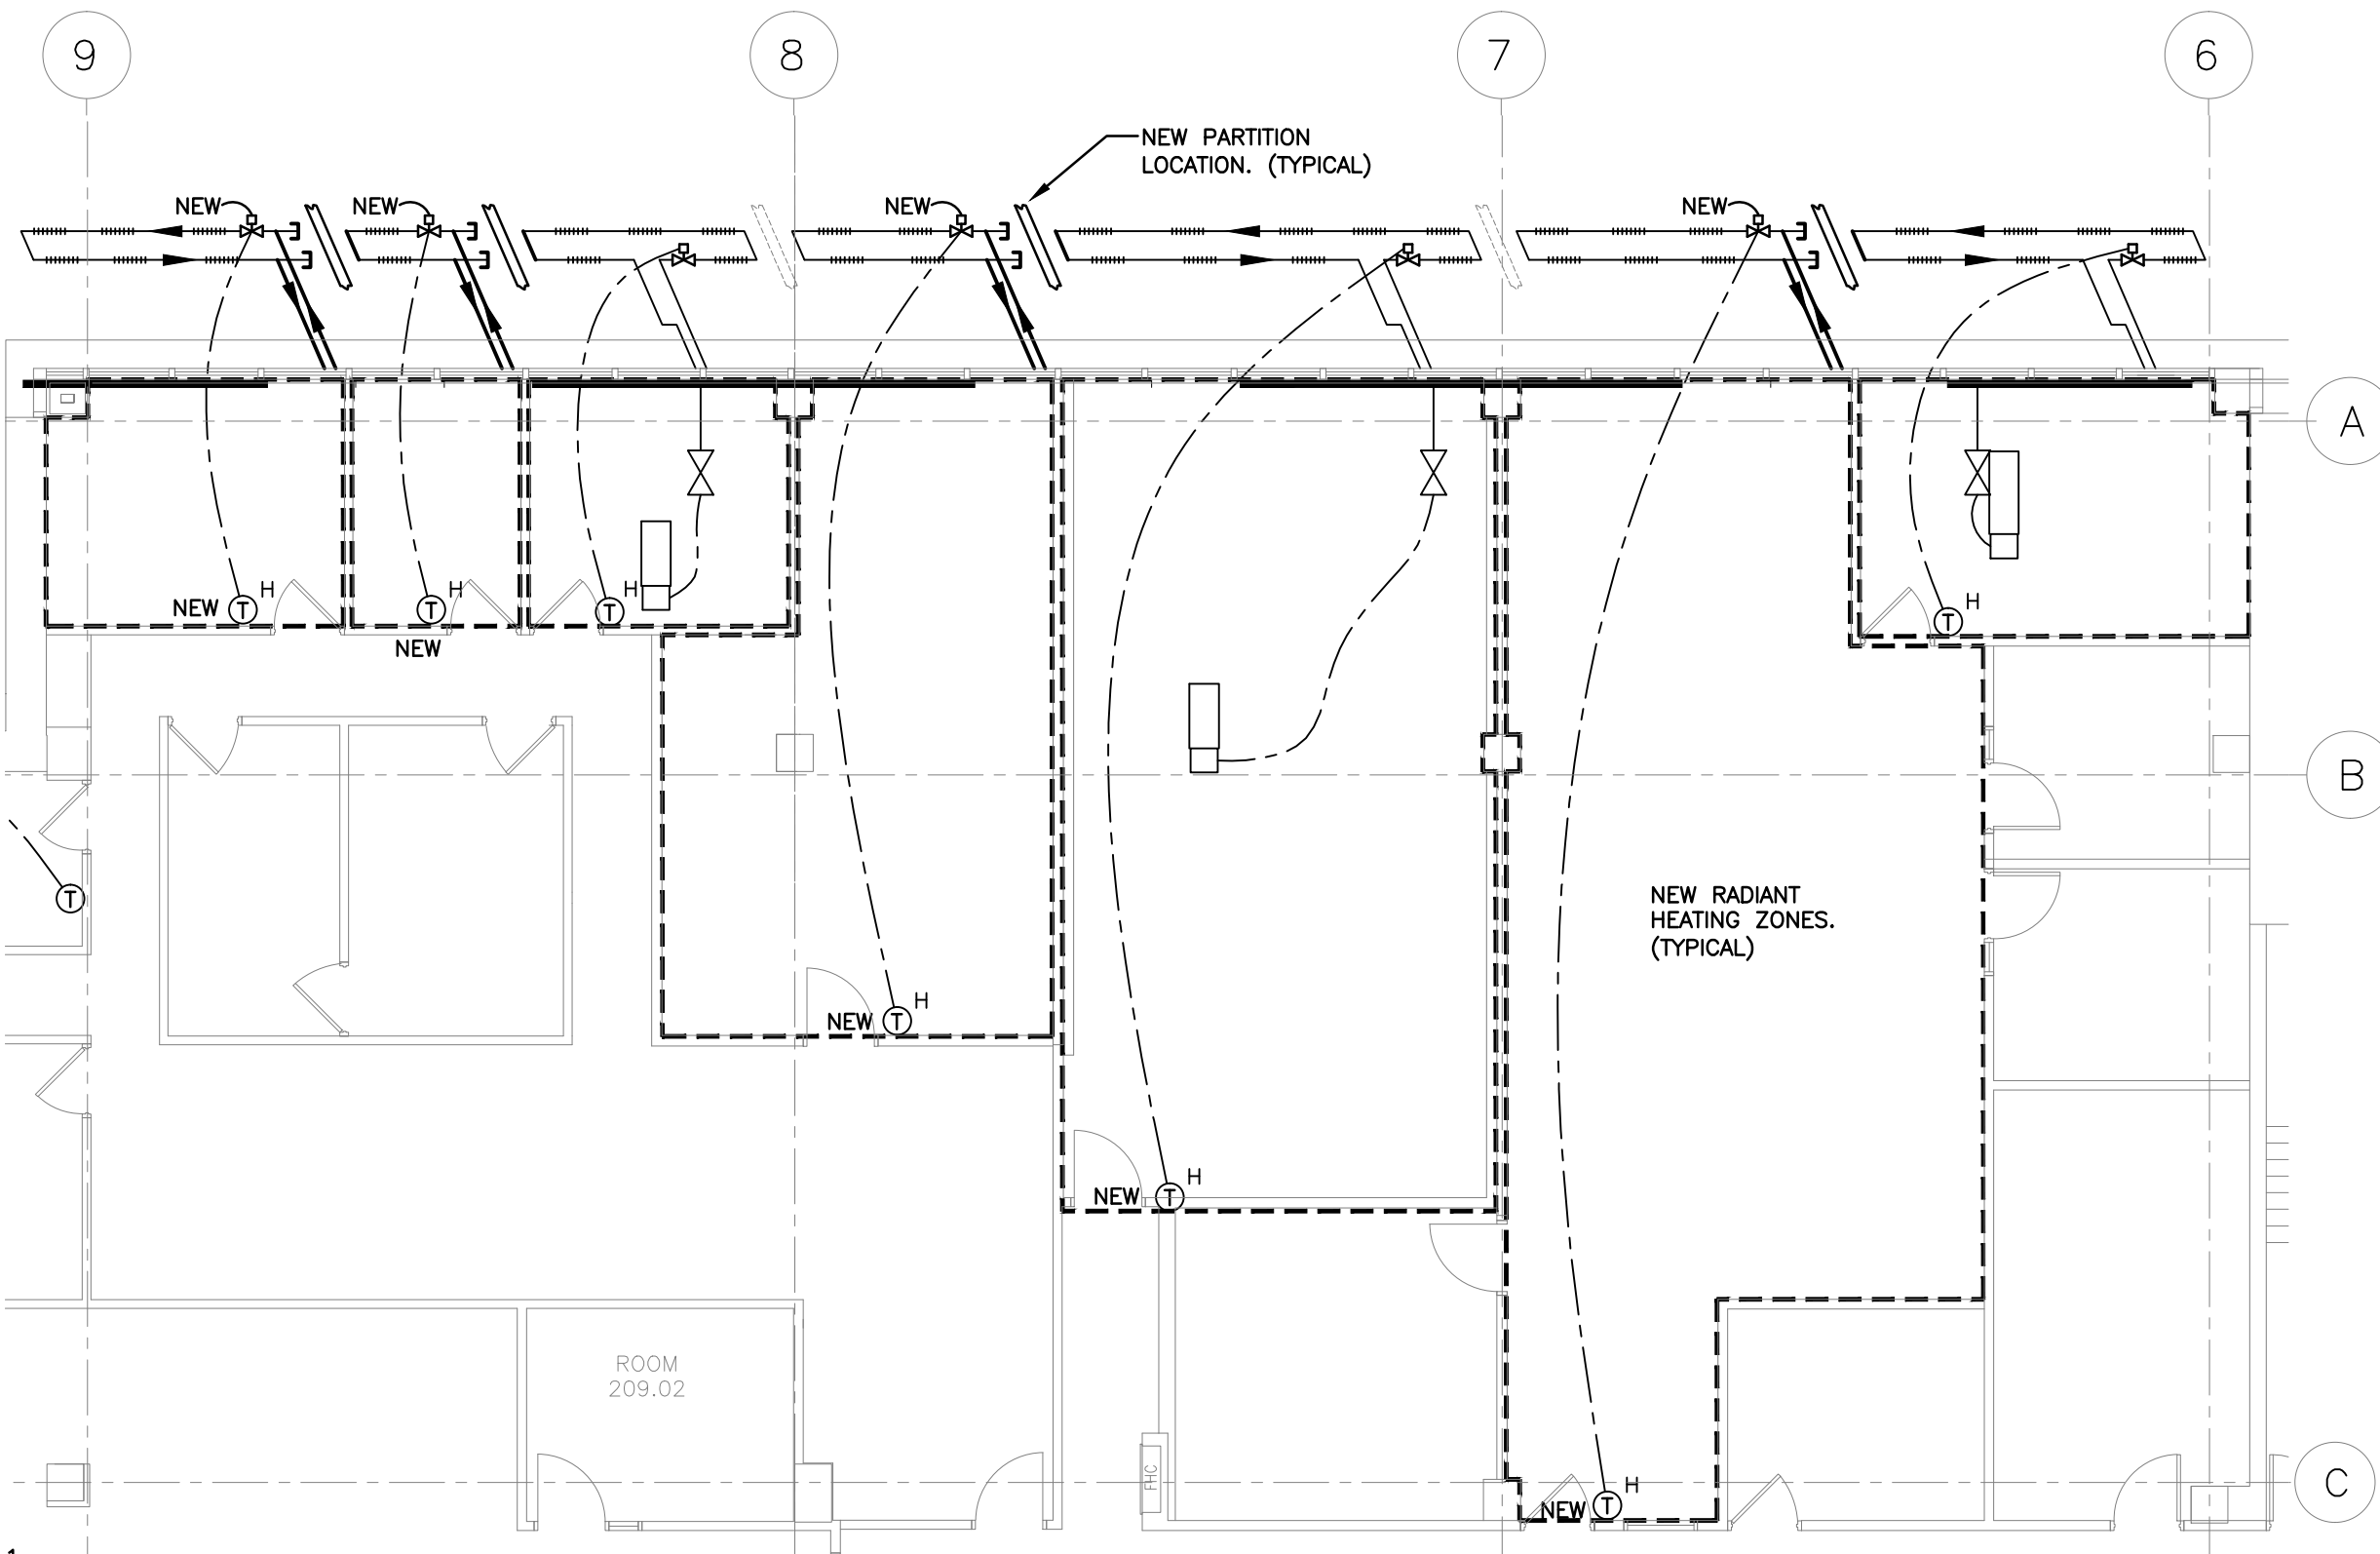 9
8
7
6
NEW PARTITION
LOCATION. (TYPICAL)
NEW
NEW
NEW
NEW
A
H
H
H
H
NEW
T
T
T
T
NEW
B
T
NEW RADIANT
HEATING ZONES.
(TYPICAL)
H
NEW
T
H
NEW
T
ROOM
209.02
FHC
C
H
NEW
T